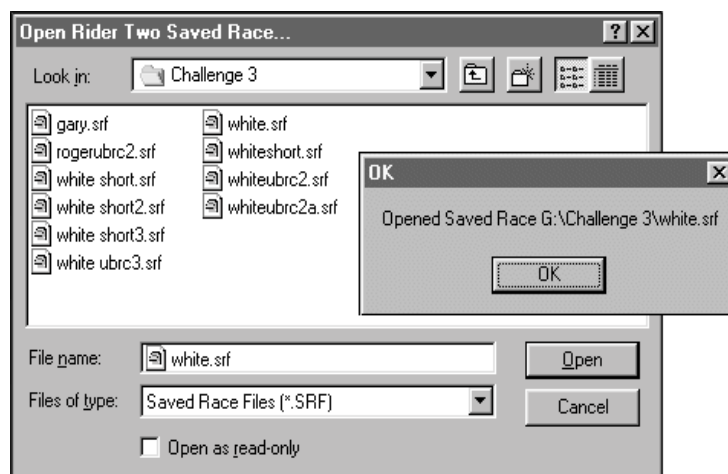 Open Rider Two Saved Race...
Look in: Challenge 3
gary.srf
rogerubrc2.srf
white short.srf
white short2.srf
white short3.srf
white ubrc3.srf
white.srf
whiteshort.srf
whiteubrc2.srf
whiteubrc2a.srf
OK
Opened Saved Race G:\Challenge 3\white.srf
OK
File name: white.srf
Open
Files of type: Saved Race Files (*.SRF)
Cancel
Open as read-only